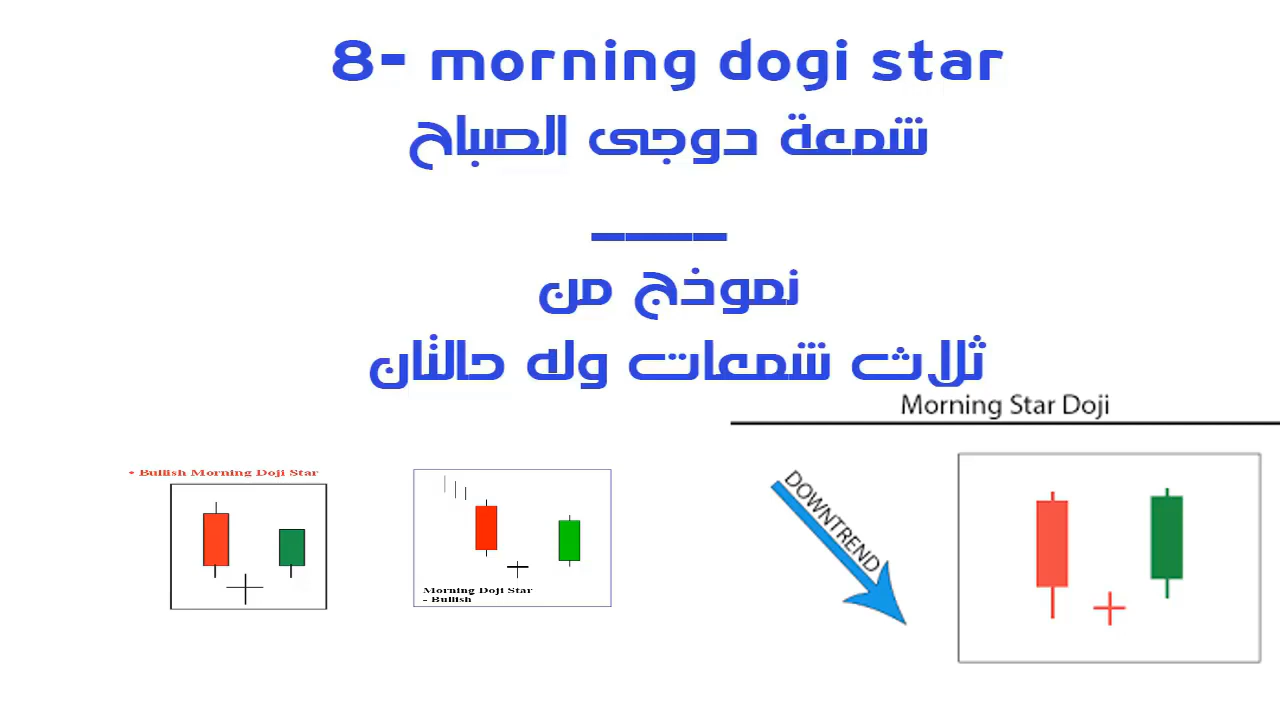 8- morning dogi star
شمعة دوجى الصباح
____
نموذج من
ثلاث شمعات وله حالتان
Morning Star Doji
+ Bullish Morning Doji Star
Morning Doji Star
- Bullish
DOWNTREND